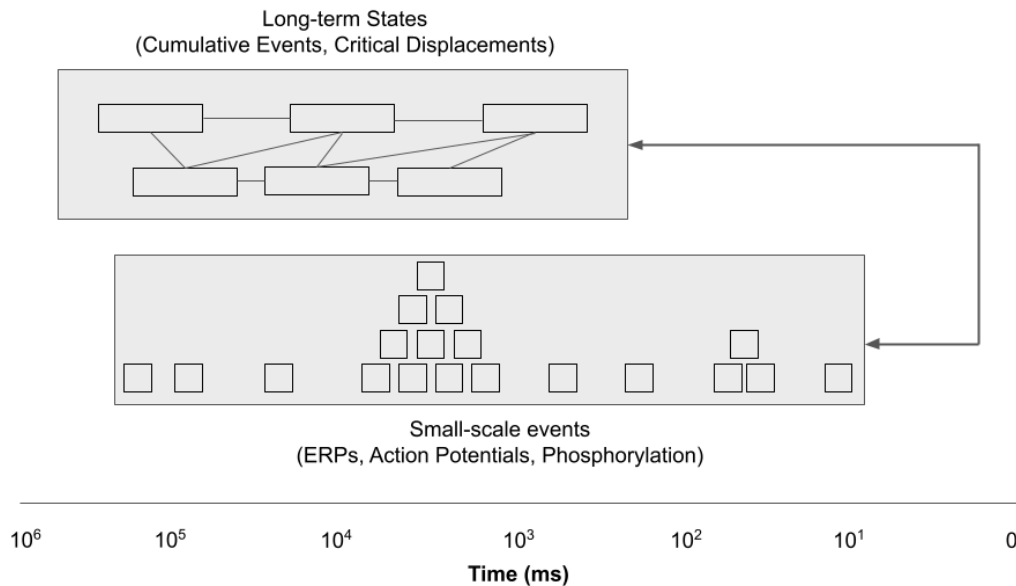 Long-term States
(Cumulative Events, Critical Displacements)
Small-scale events
(ERPs, Action Potentials, Phosphorylation)
10⁶ 10⁵ 10⁴ 10³ 10² 10¹ 0
Time (ms)